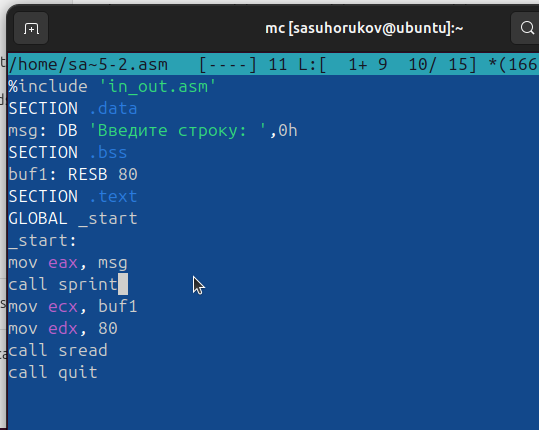 mc [sasuhorukov@ubuntu]:~
/home/sa~5-2.asm [----] 11 L:[ 1+ 9 10/ 15] *(166
%include 'in_out.asm'
SECTION .data
msg: DB 'Введите строку: ',0h
SECTION .bss
buf1: RESB 80
SECTION .text
GLOBAL _start
_start:
mov eax, msg
call sprint
mov ecx, buf1
mov edx, 80
call sread
call quit